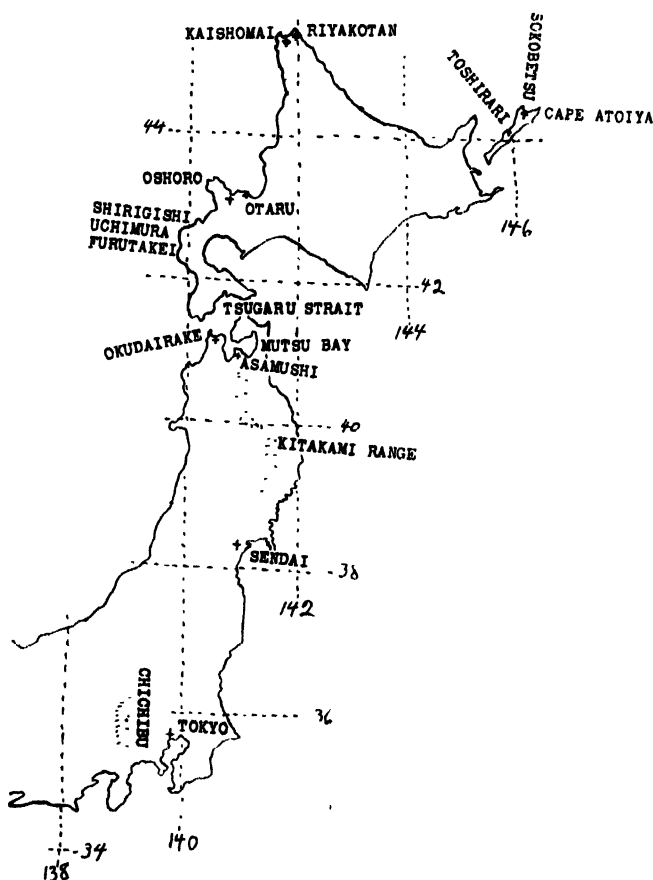 KAISHOMAI
RIYAKOTAN
SOKOBETSU
TOSHIRARI
CAPE ATOIYA
44
OSHORO
OTARU
SHIRIGISHI
UCHIMURA
FURUTAKEI
146
42
TSUGARU STRAIT
144
OKUDAIRAKE
MUTSU BAY
ASAMUSHI
40
KITAKAMI RANGE
SENDAI
38
142
CHICHIBU
36
TOKYO
140
34
138